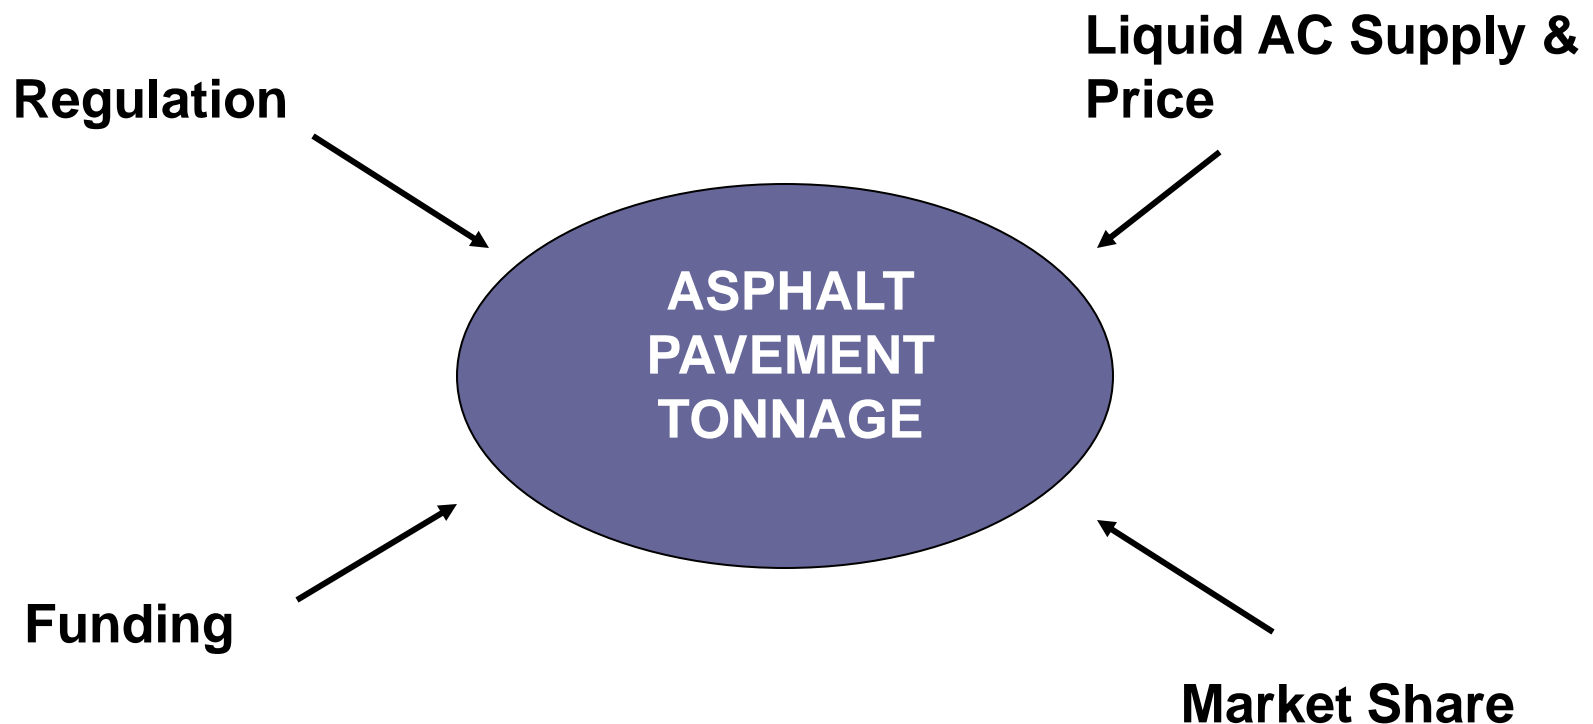 Regulation
Liquid AC Supply &
Price
ASPHALT
PAVEMENT
TONNAGE
Funding
Market Share